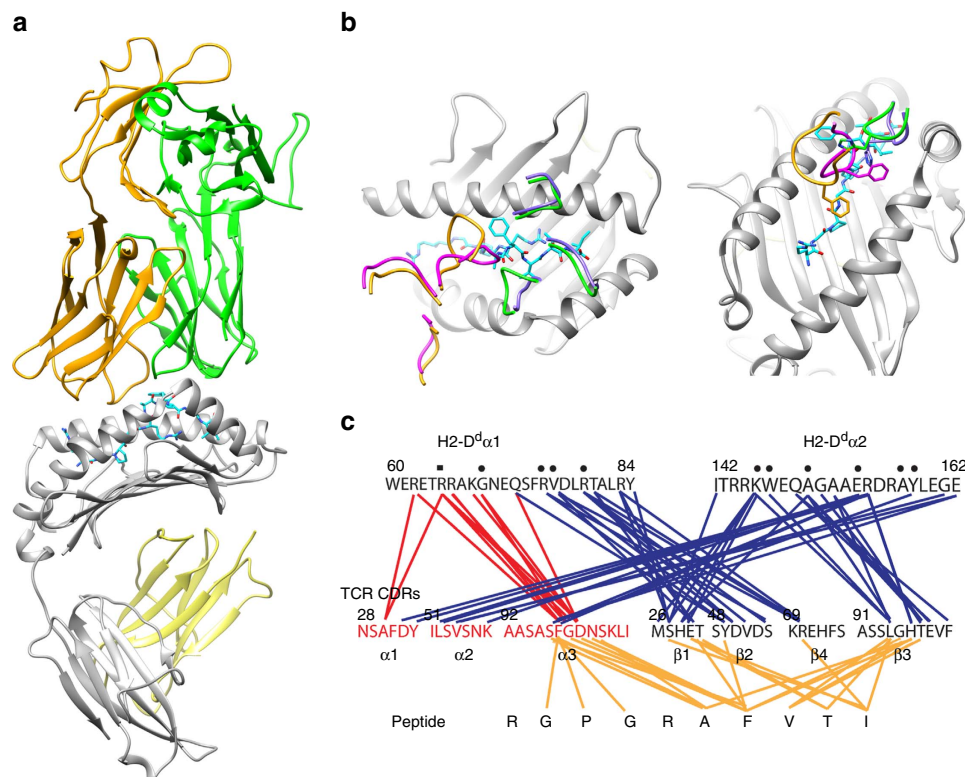 a
b
c
H2-Dᵈα1
H2-Dᵈα2
60 84 142 162
WERETRRAKGNEQSFRVDLRTALRY ITRRKWEQAGAAERDRAYLEGE
TCR CDRs
28 51 92 26 48 69 91
NSAFDY ILSVSNK AASASFGDNSKLI MSHET SYDVDS KREHFS ASSLGHTEVF
α1 α2 α3 β1 β2 β4 β3
Peptide R G P G R A F V T I